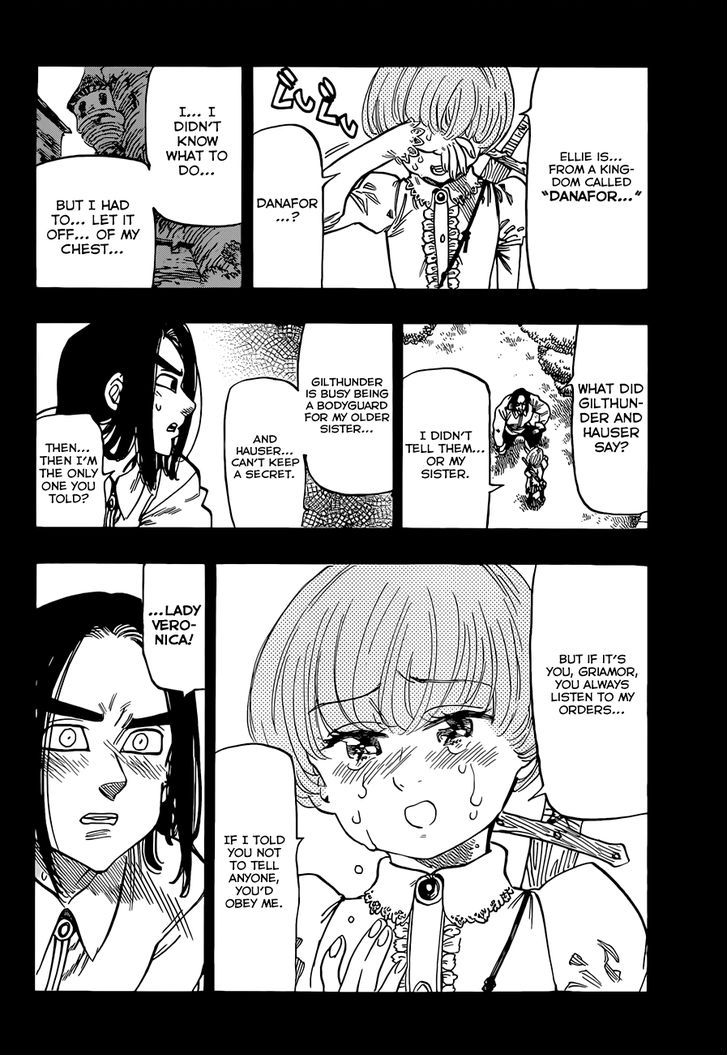 ELLIE IS...
FROM A KING-
DOM CALLED
"DANAFOR..."
DANAFOR
...?
I... I
DIDN'T
KNOW
WHAT TO
DO...
BUT I HAD
TO... LET IT
OFF... OF MY
CHEST...
WHAT DID
GILTHUN-
DER AND
HAUSER
SAY?
I DIDN'T
TELL THEM...
OR MY
SISTER.
GILTHUNDER
IS BUSY BEING
A BODYGUARD
FOR MY OLDER
SISTER...
AND
HAUSER...
CAN'T KEEP
A SECRET.
THEN...
THEN I'M
THE ONLY
ONE YOU
TOLD?
BUT IF IT'S
YOU, GRIAMOR,
YOU ALWAYS
LISTEN TO MY
ORDERS...
IF I TOLD
YOU NOT
TO TELL
ANYONE,
YOU'D
OBEY ME.
...LADY
VERO-
NICA!